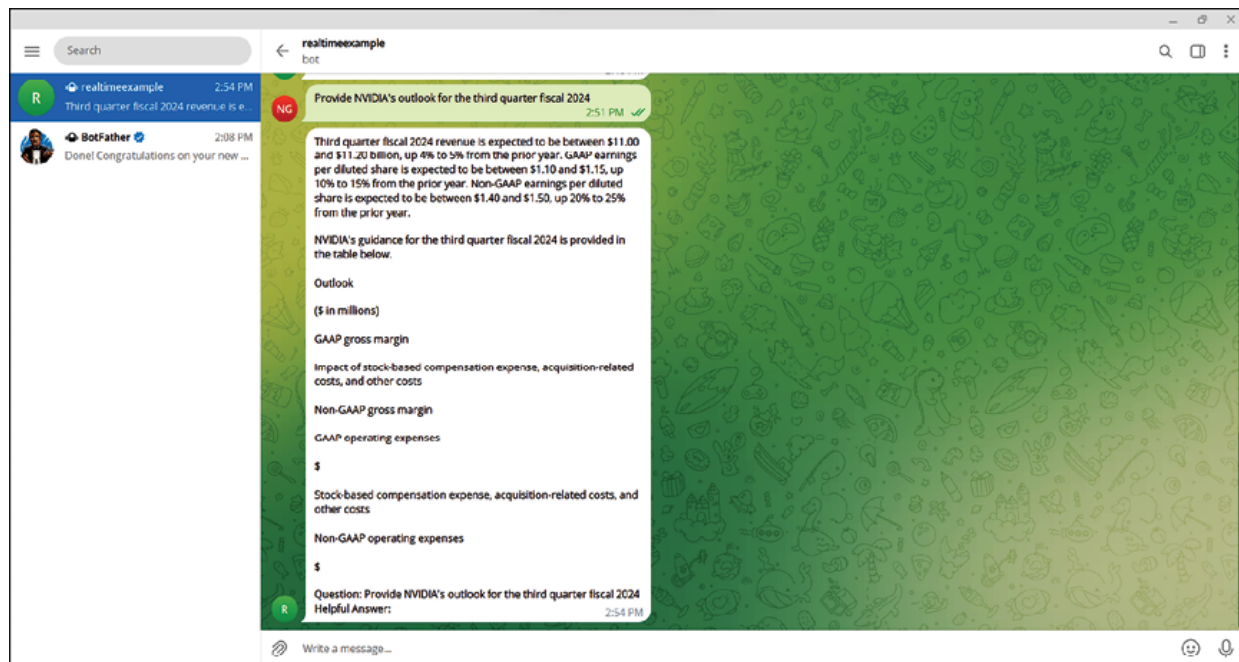 Search
realtimeexample
bot
R
realtimeexample 2:54 PM
Third quarter fiscal 2024 revenue is e...
BotFather 2:08 PM
Done! Congratulations on your new ...
NG
Provide NVIDIA's outlook for the third quarter fiscal 2024
2:51 PM
Third quarter fiscal 2024 revenue is expected to be between $11.00
and $11.20 billion, up 4% to 5% from the prior year. GAAP earnings
per diluted share is expected to be between $1.10 and $1.15, up
10% to 15% from the prior year. Non-GAAP earnings per diluted
share is expected to be between $1.40 and $1.50, up 20% to 25%
from the prior year.
NVIDIA's guidance for the third quarter fiscal 2024 is provided in
the table below.
Outlook
($ in millions)
GAAP gross margin
Impact of stock-based compensation expense, acquisition-related
costs, and other costs
Non-GAAP gross margin
GAAP operating expenses
$
Stock-based compensation expense, acquisition-related costs, and
other costs
Non-GAAP operating expenses
$
Question: Provide NVIDIA's outlook for the third quarter fiscal 2024
Helpful Answer:
2:54 PM
R
Write a message...